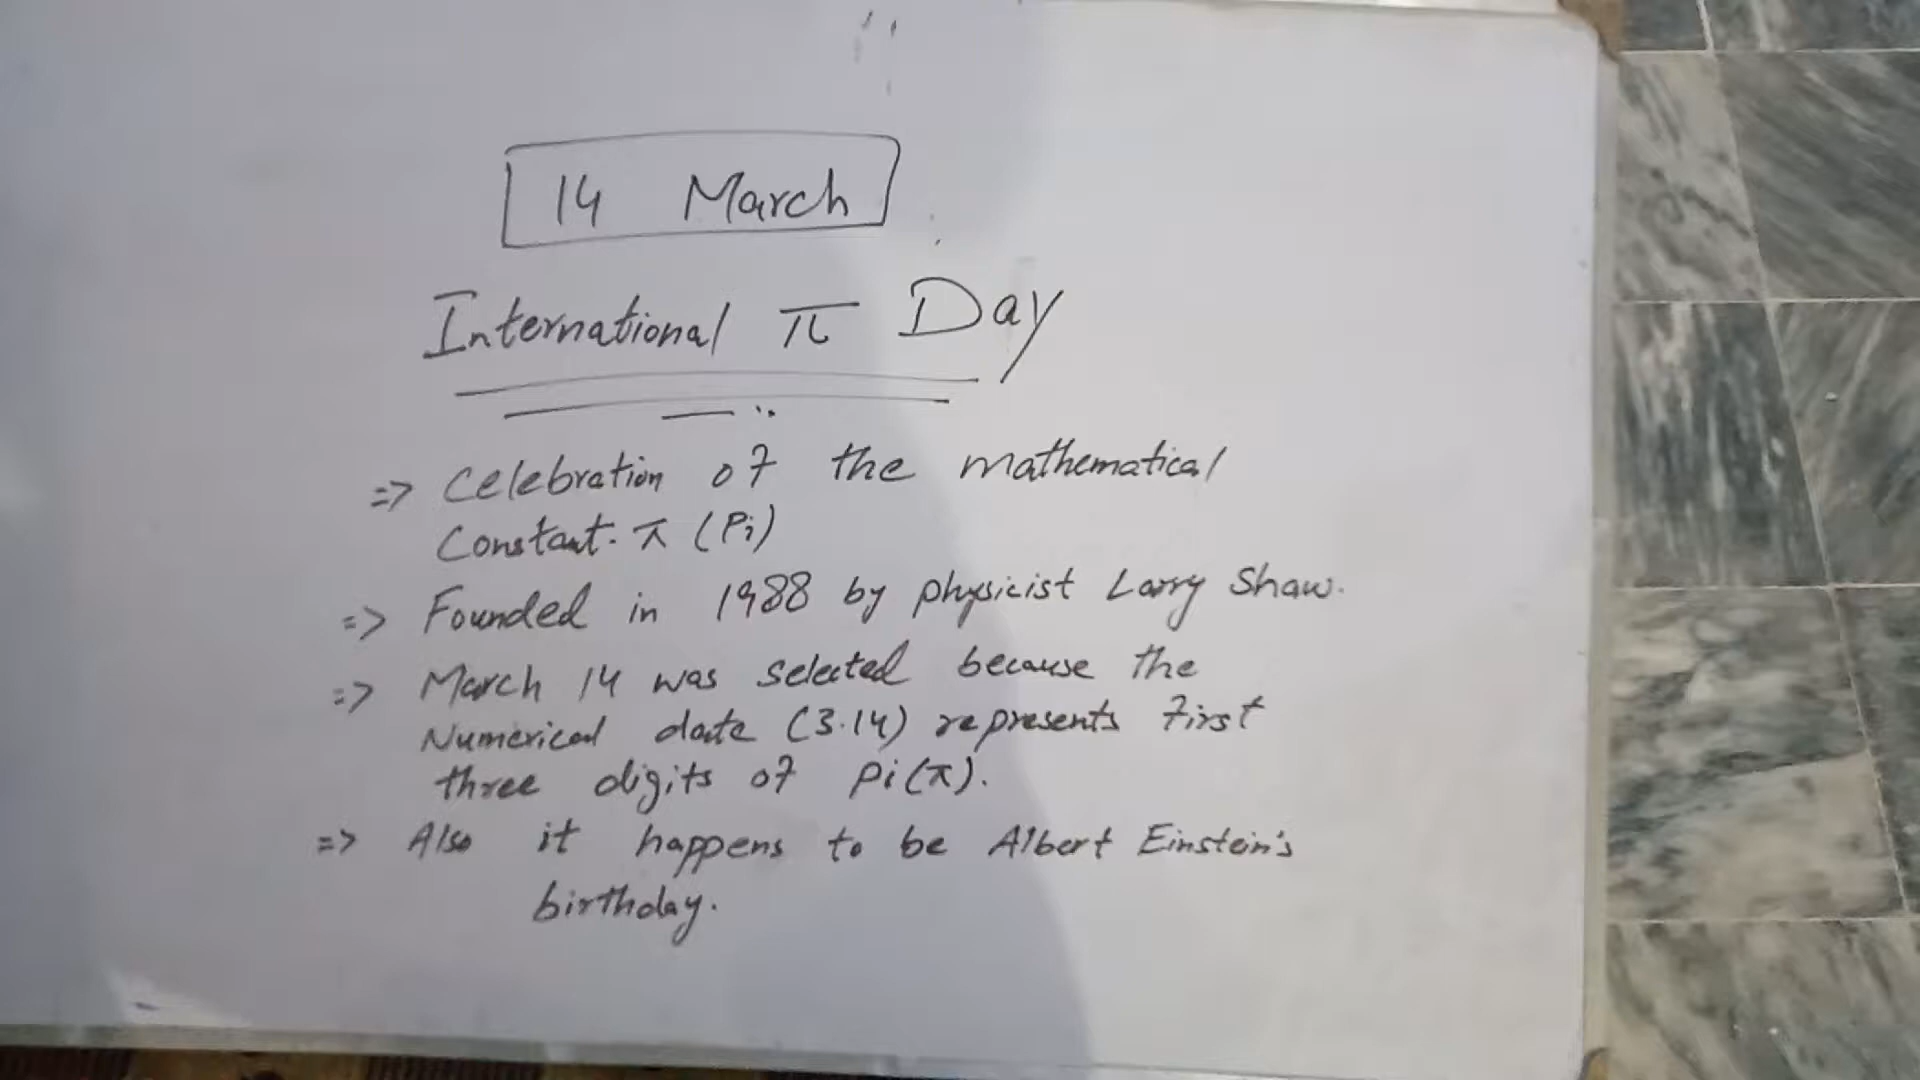 14 March
International π Day
=> Celebration of the mathematical
Constant. π (Pi)
=> Founded in 1988 by physicist Larry Shaw.
=> March 14 was selected because the
Numerical date (3.14) represents first
three digits of Pi(π).
=> Also it happens to be Albert Einstein's
birthday.